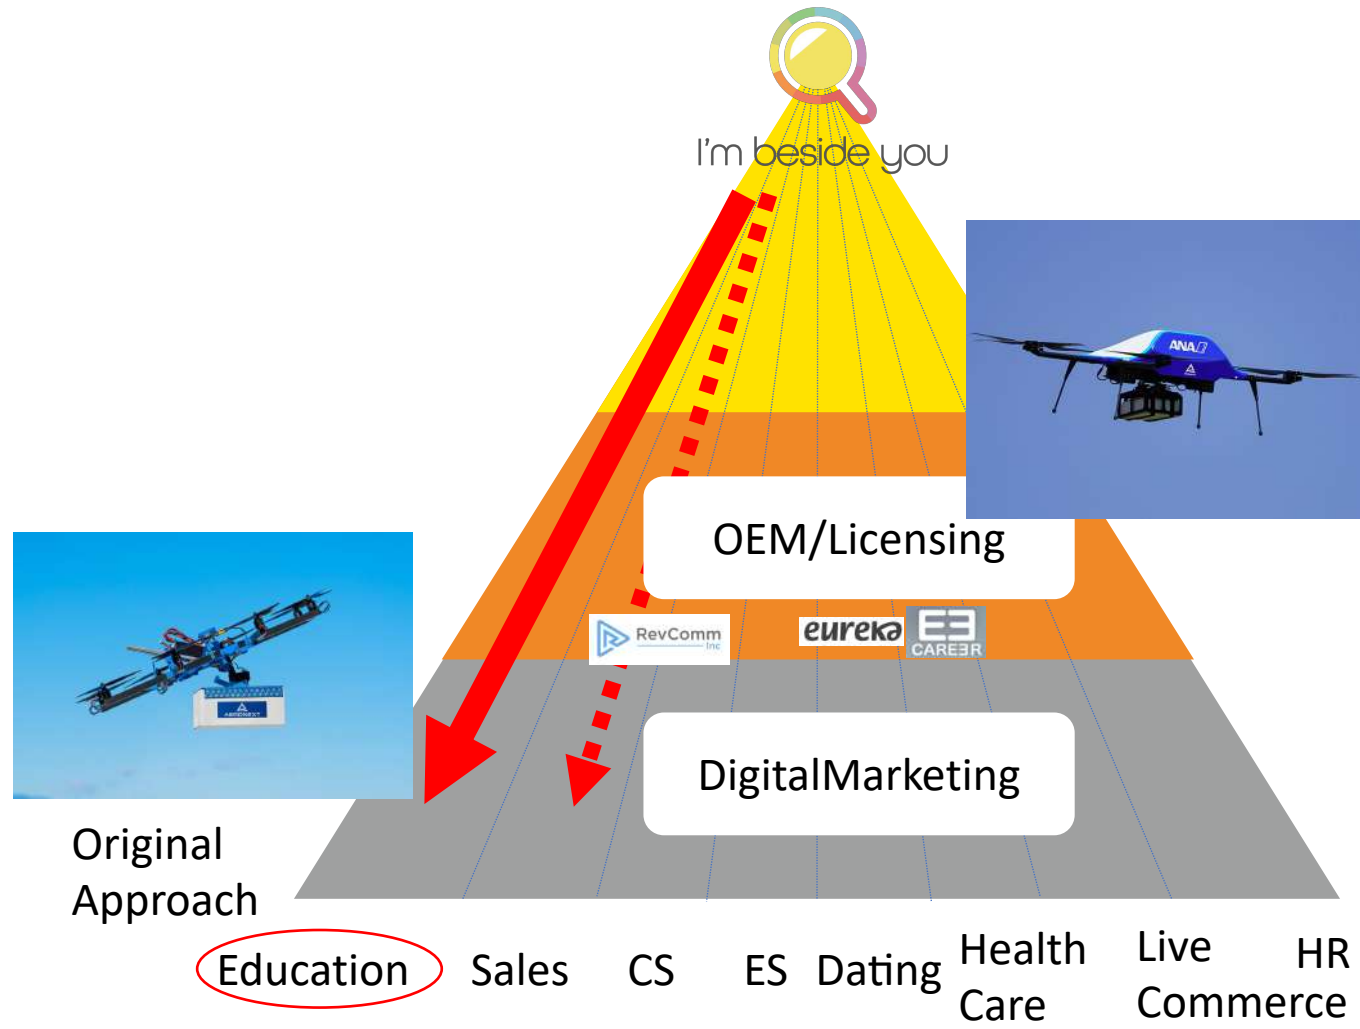 I'm beside you
ANA
OEM/Licensing
RevComm
Inc
eureka
CAREER
AERONEXT
DigitalMarketing
Original
Approach
Education
Sales
CS
ES
Dating
Health
Care
Live
Commerce
HR